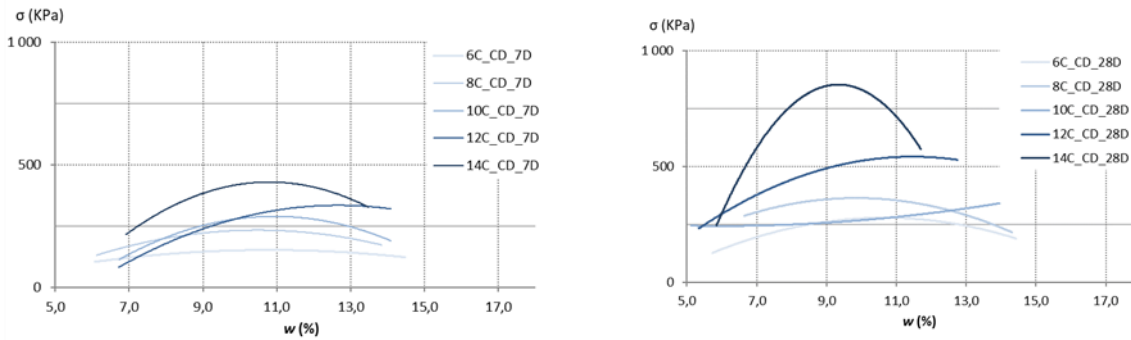 σ (KPa)
1 000
500
0
5,0 7,0 9,0 11,0 13,0 15,0 17,0
w (%)
6C_CD_7D
8C_CD_7D
10C_CD_7D
12C_CD_7D
14C_CD_7D
σ (KPa)
1 000
500
0
5,0 7,0 9,0 11,0 13,0 15,0 17,0
w (%)
6C_CD_28D
8C_CD_28D
10C_CD_28D
12C_CD_28D
14C_CD_28D